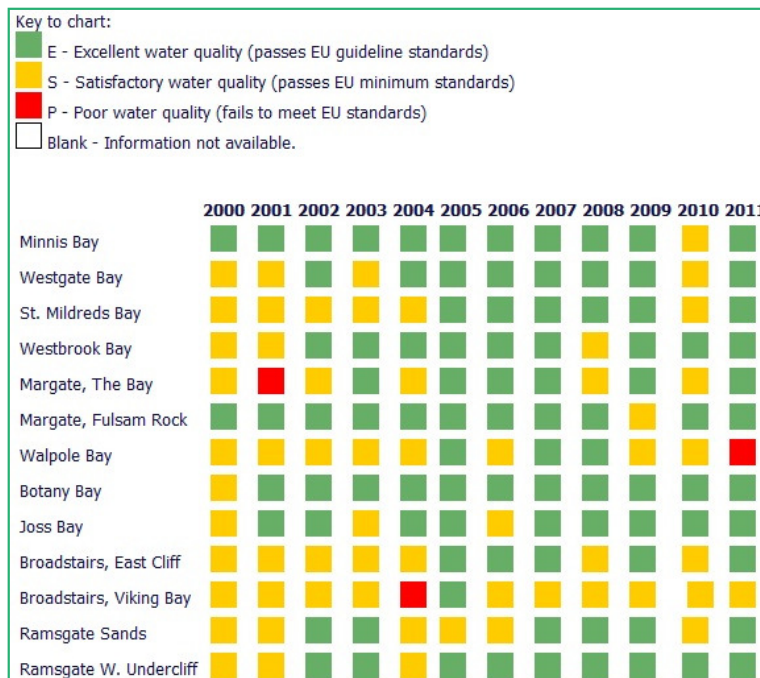 Key to chart:
E - Excellent water quality (passes EU guideline standards)
S - Satisfactory water quality (passes EU minimum standards)
P - Poor water quality (fails to meet EU standards)
Blank - Information not available.
2000 2001 2002 2003 2004 2005 2006 2007 2008 2009 2010 2011
Minnis Bay
Westgate Bay
St. Mildreds Bay
Westbrook Bay
Margate, The Bay
Margate, Fulsam Rock
Walpole Bay
Botany Bay
Joss Bay
Broadstairs, East Cliff
Broadstairs, Viking Bay
Ramsgate Sands
Ramsgate W. Undercliff